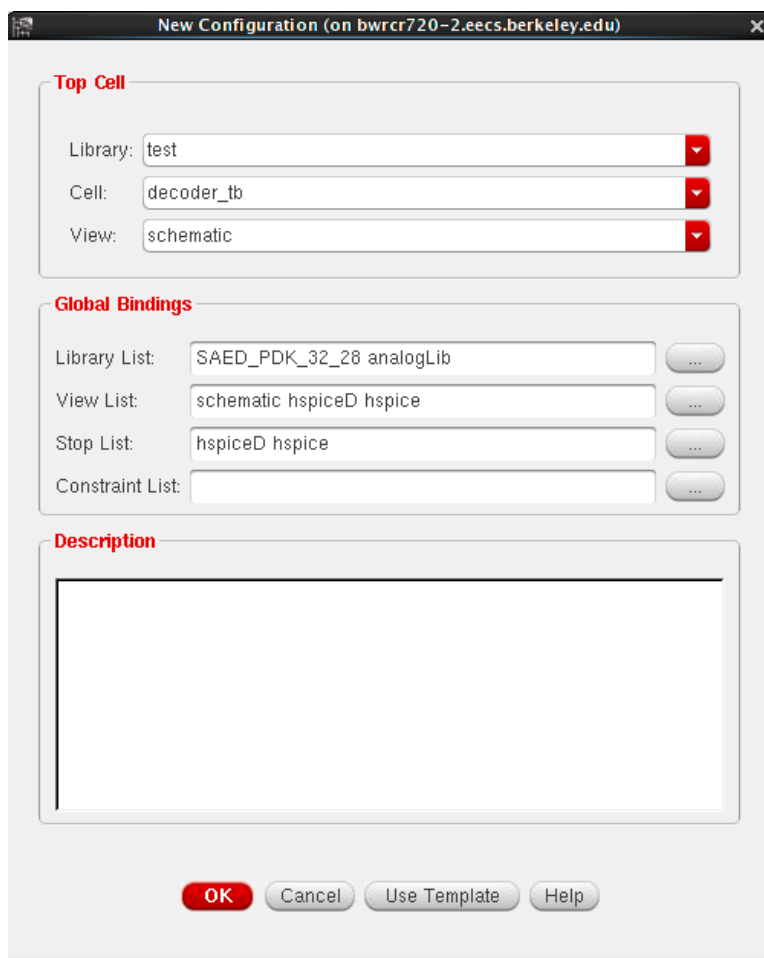 New Configuration (on bwrcr720-2.eecs.berkeley.edu)
Top Cell
Library: test
Cell: decoder_tb
View: schematic
Global Bindings
Library List: SAED_PDK_32_28 analogLib ...
View List: schematic hspiceD hspice ...
Stop List: hspiceD hspice ...
Constraint List: ...
Description
OK Cancel Use Template Help